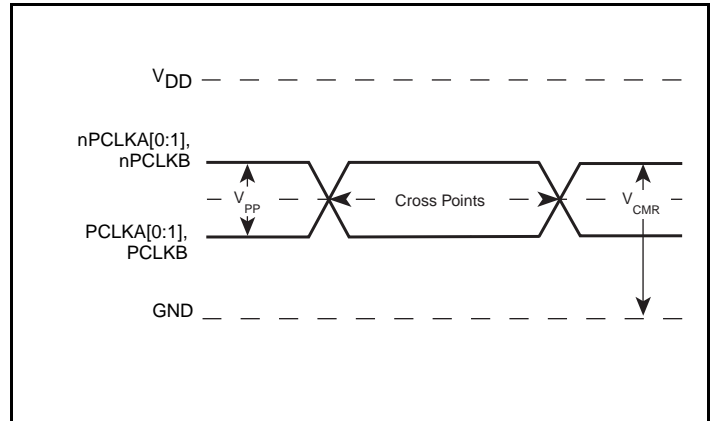 VDD
nPCLKA[0:1],
nPCLKB
VPP
Cross Points
VCMR
PCLKA[0:1],
PCLKB
GND